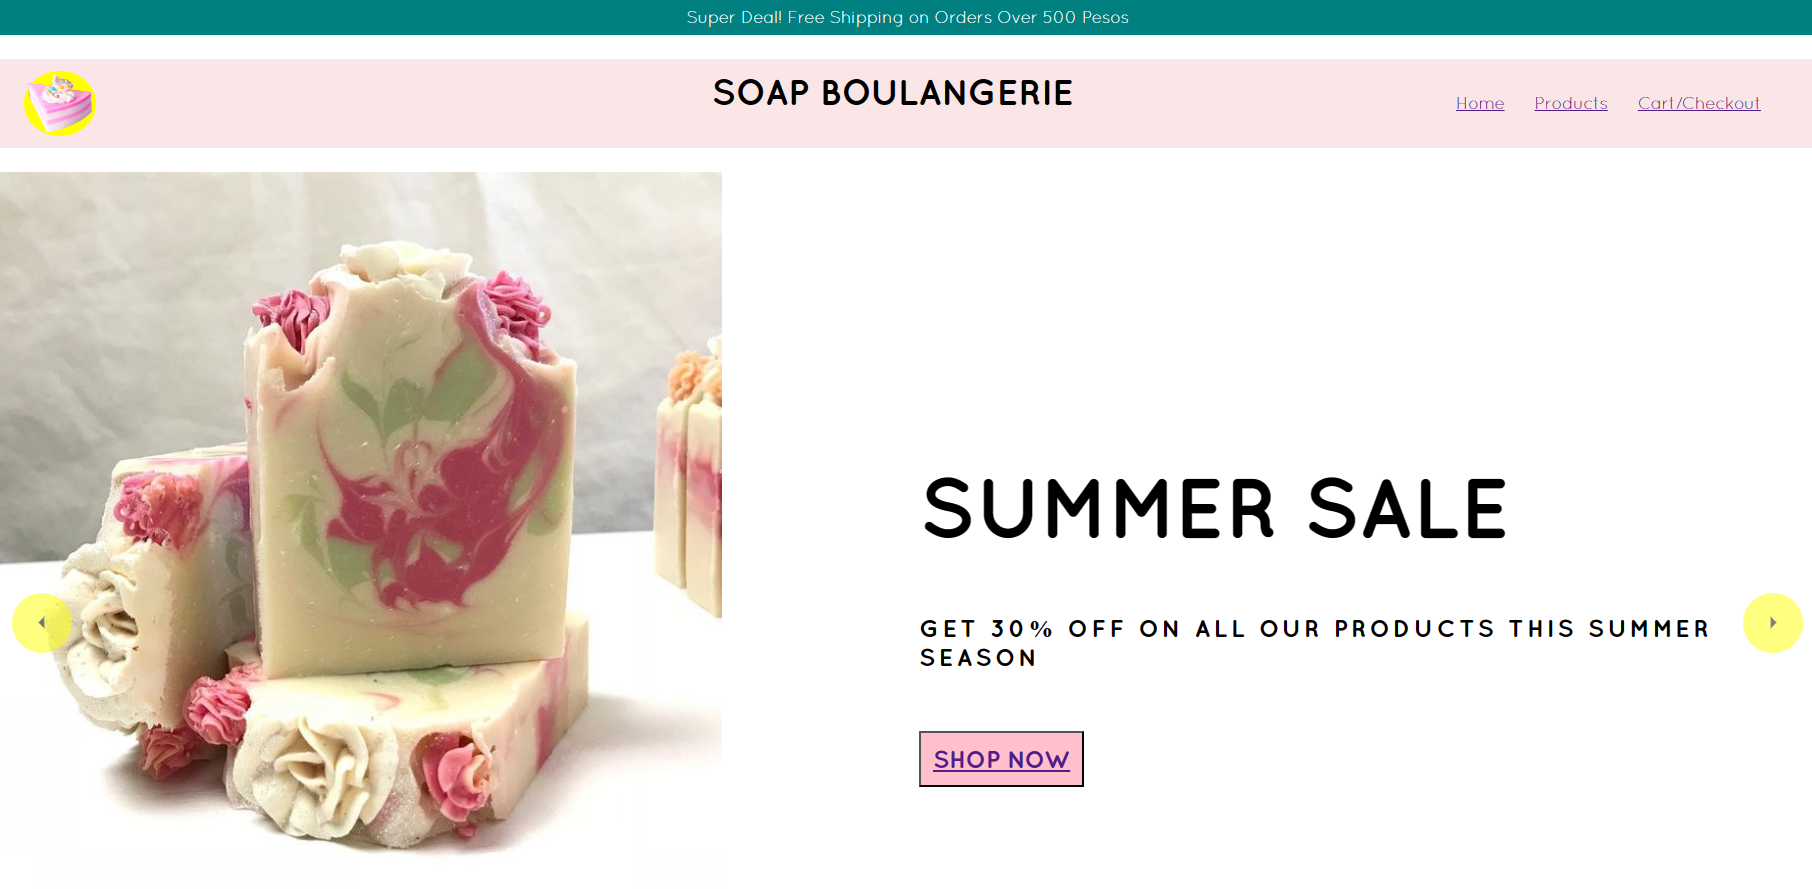 Super Deal! Free Shipping on Orders Over 500 Pesos
SOAP BOULANGERIE
Home Products Cart/Checkout
SUMMER SALE
GET 30% OFF ON ALL OUR PRODUCTS THIS SUMMER
SEASON
SHOP NOW